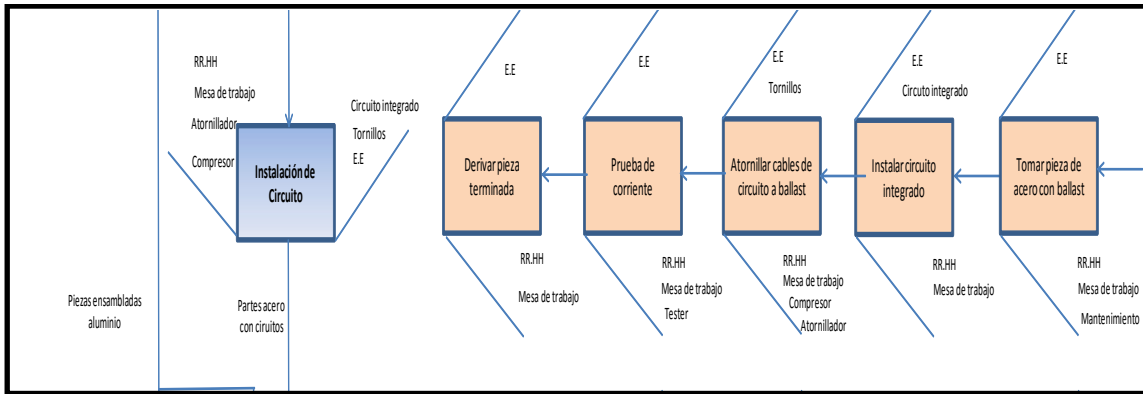 RR.HH
Mesa de trabajo
Atornillador
Compresor
Circuito integrado
Tornillos
E.E
Instalación de
Circuito
Piezas ensambladas
aluminio
Partes acero
con ciruitos
E.E
Derivar pieza
terminada
RR.HH
Mesa de trabajo
E.E
Prueba de
corriente
RR.HH
Mesa de trabajo
Tester
E.E
Tornillos
Atornillar cables de
circuito a ballast
RR.HH
Mesa de trabajo
Compresor
Atornillador
E.E
Circuto integrado
Instalar circuito
integrado
RR.HH
Mesa de trabajo
E.E
Tomar pieza de
acero con ballast
RR.HH
Mesa de trabajo
Mantenimiento